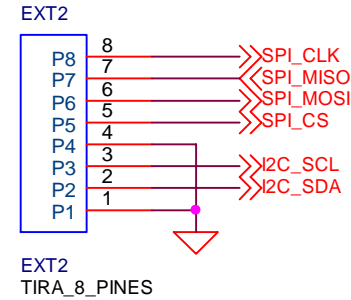 EXT2
P8 8 SPI_CLK
P7 7 SPI_MISO
P6 6 SPI_MOSI
P5 5 SPI_CS
P4 4
P3 3 I2C_SCL
P2 2 I2C_SDA
P1 1
EXT2
TIRA_8_PINES